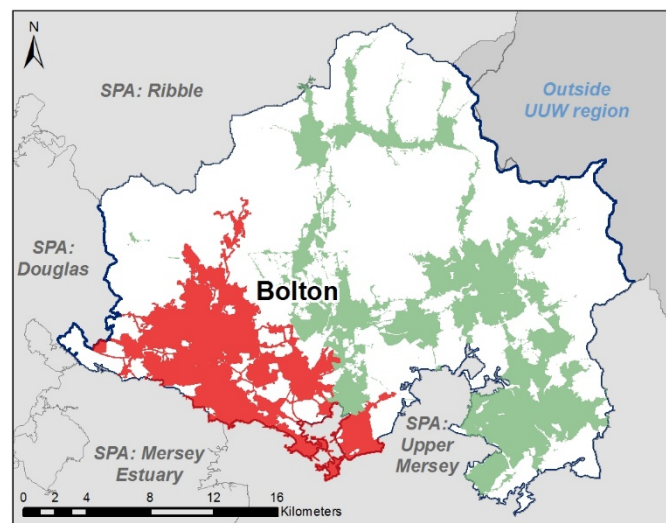 N
SPA: Ribble
Outside
UUW region
SPA:
Douglas
Bolton
SPA:
Upper
Mersey
SPA: Mersey
Estuary
0 2 4 8 12 16
Kilometers